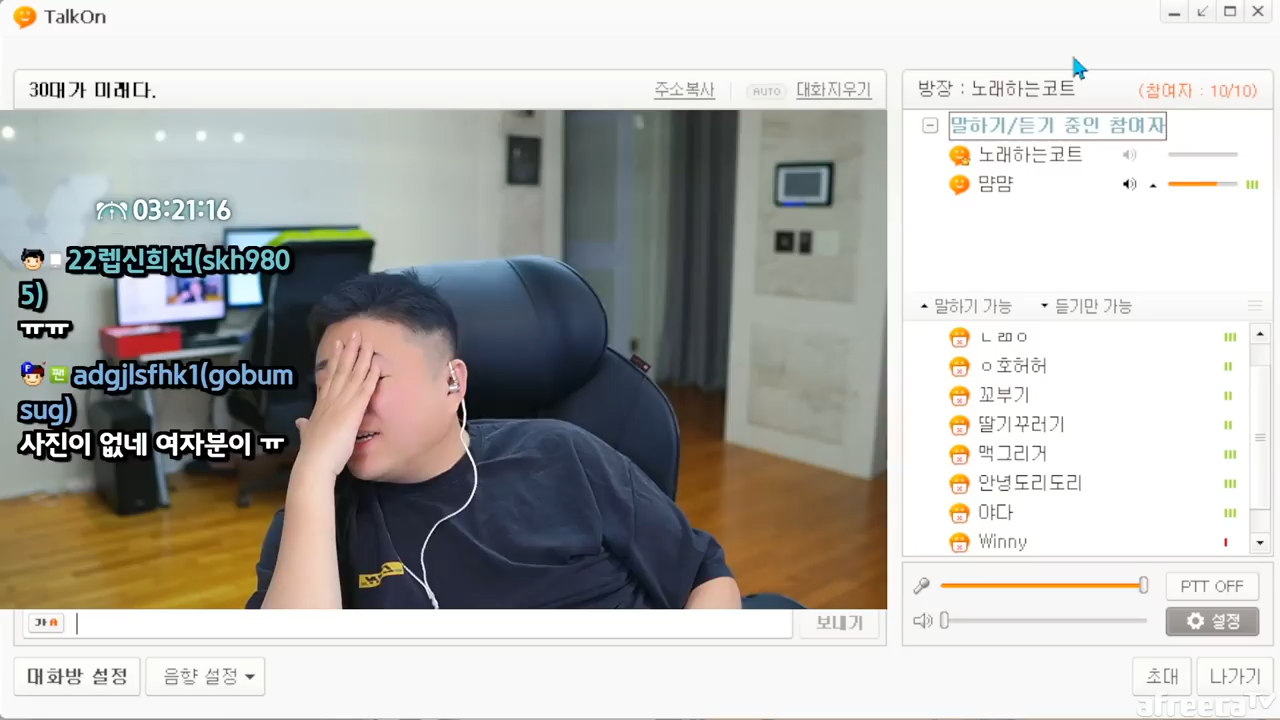 TalkOn
30대가 미래다.
주소복사
AUTO
대화지우기
방장 : 노래하는코트
(참여자 : 10/10)
말하기/듣기 중인 참여자
노래하는코트
먐먐
03:21:16
22렙신희선(skh980
5)
ㅠㅠ
팬 adgjlsfhk1(gobum
sug)
사진이 없네 여자분이 ㅠ
말하기 가능
듣기만 가능
ㅇ호허허
꼬부기
딸기꾸러기
맥그리거
안녕도리도리
야다
Winny
가A
보내기
PTT OFF
설정
대화방 설정
음향 설정
초대
나가기
afreecaTV